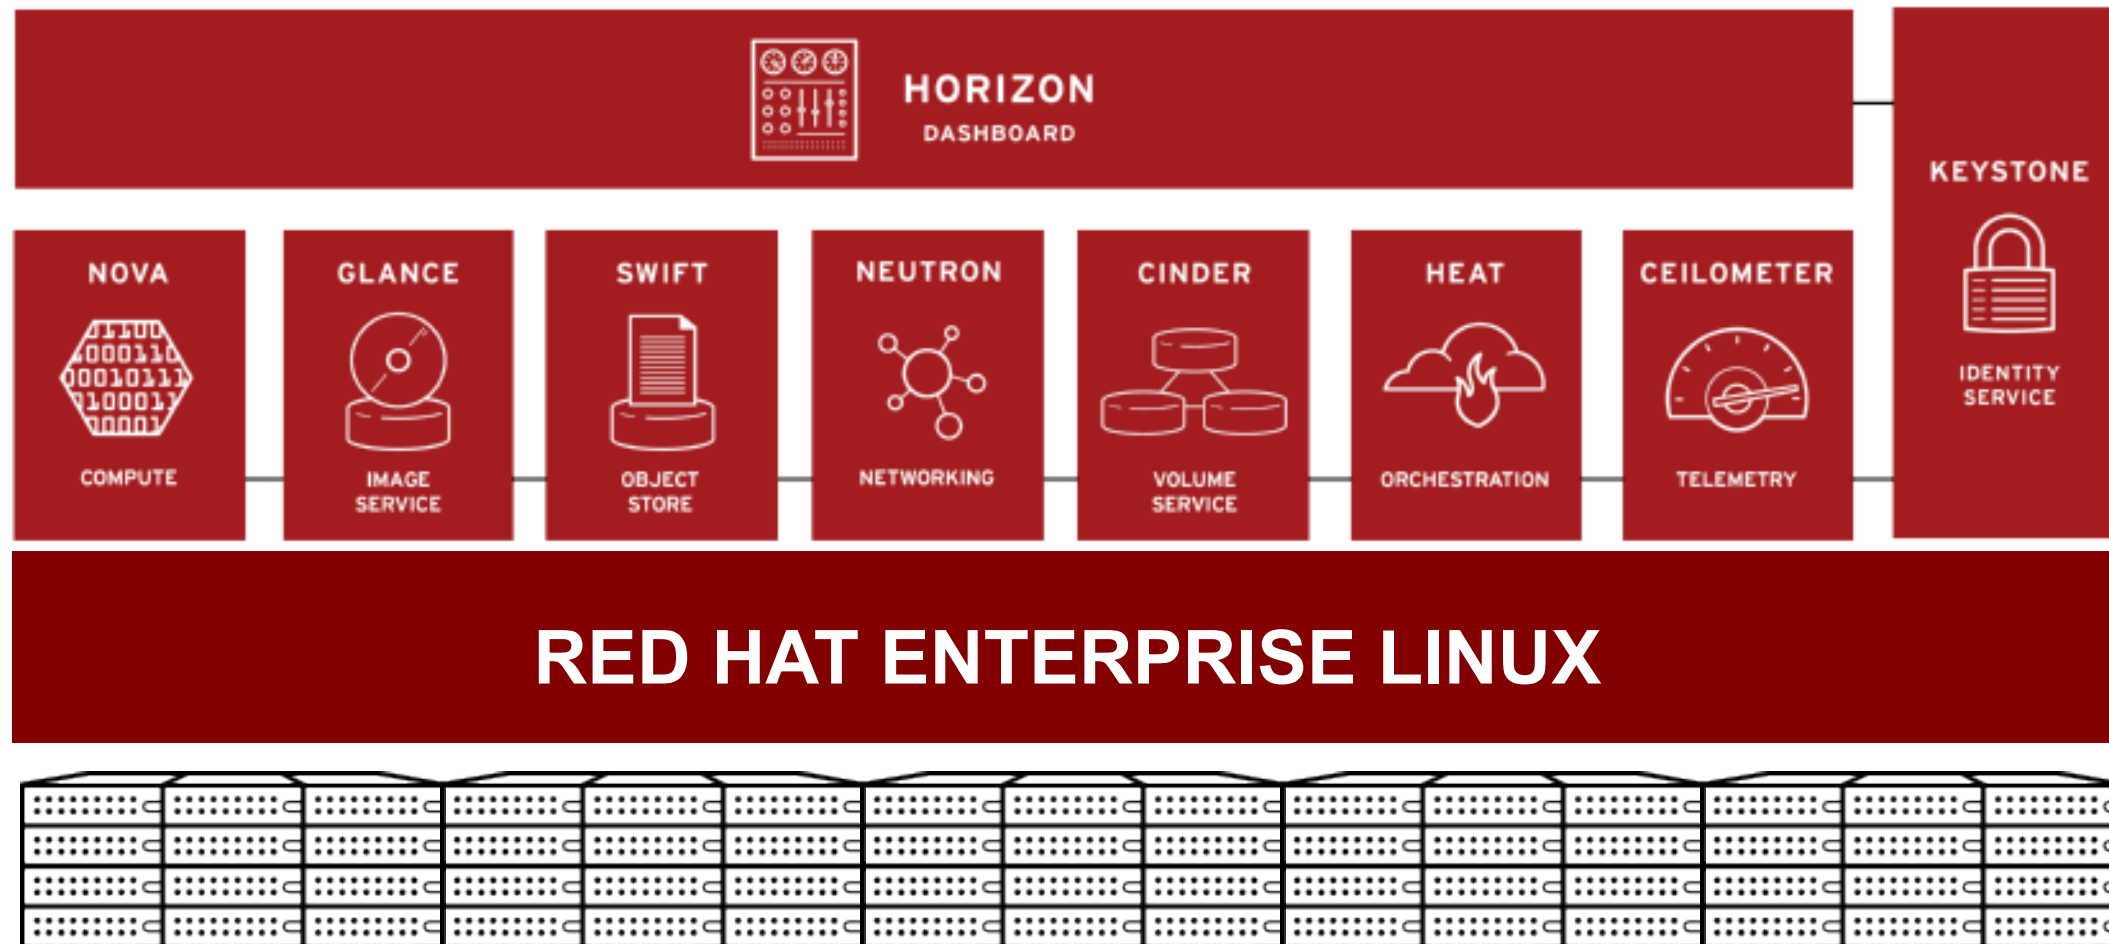 HORIZON
DASHBOARD
KEYSTONE
IDENTITY
SERVICE
NOVA
COMPUTE
GLANCE
IMAGE
SERVICE
SWIFT
OBJECT
STORE
NEUTRON
NETWORKING
CINDER
VOLUME
SERVICE
HEAT
ORCHESTRATION
CEILOMETER
TELEMETRY
RED HAT ENTERPRISE LINUX